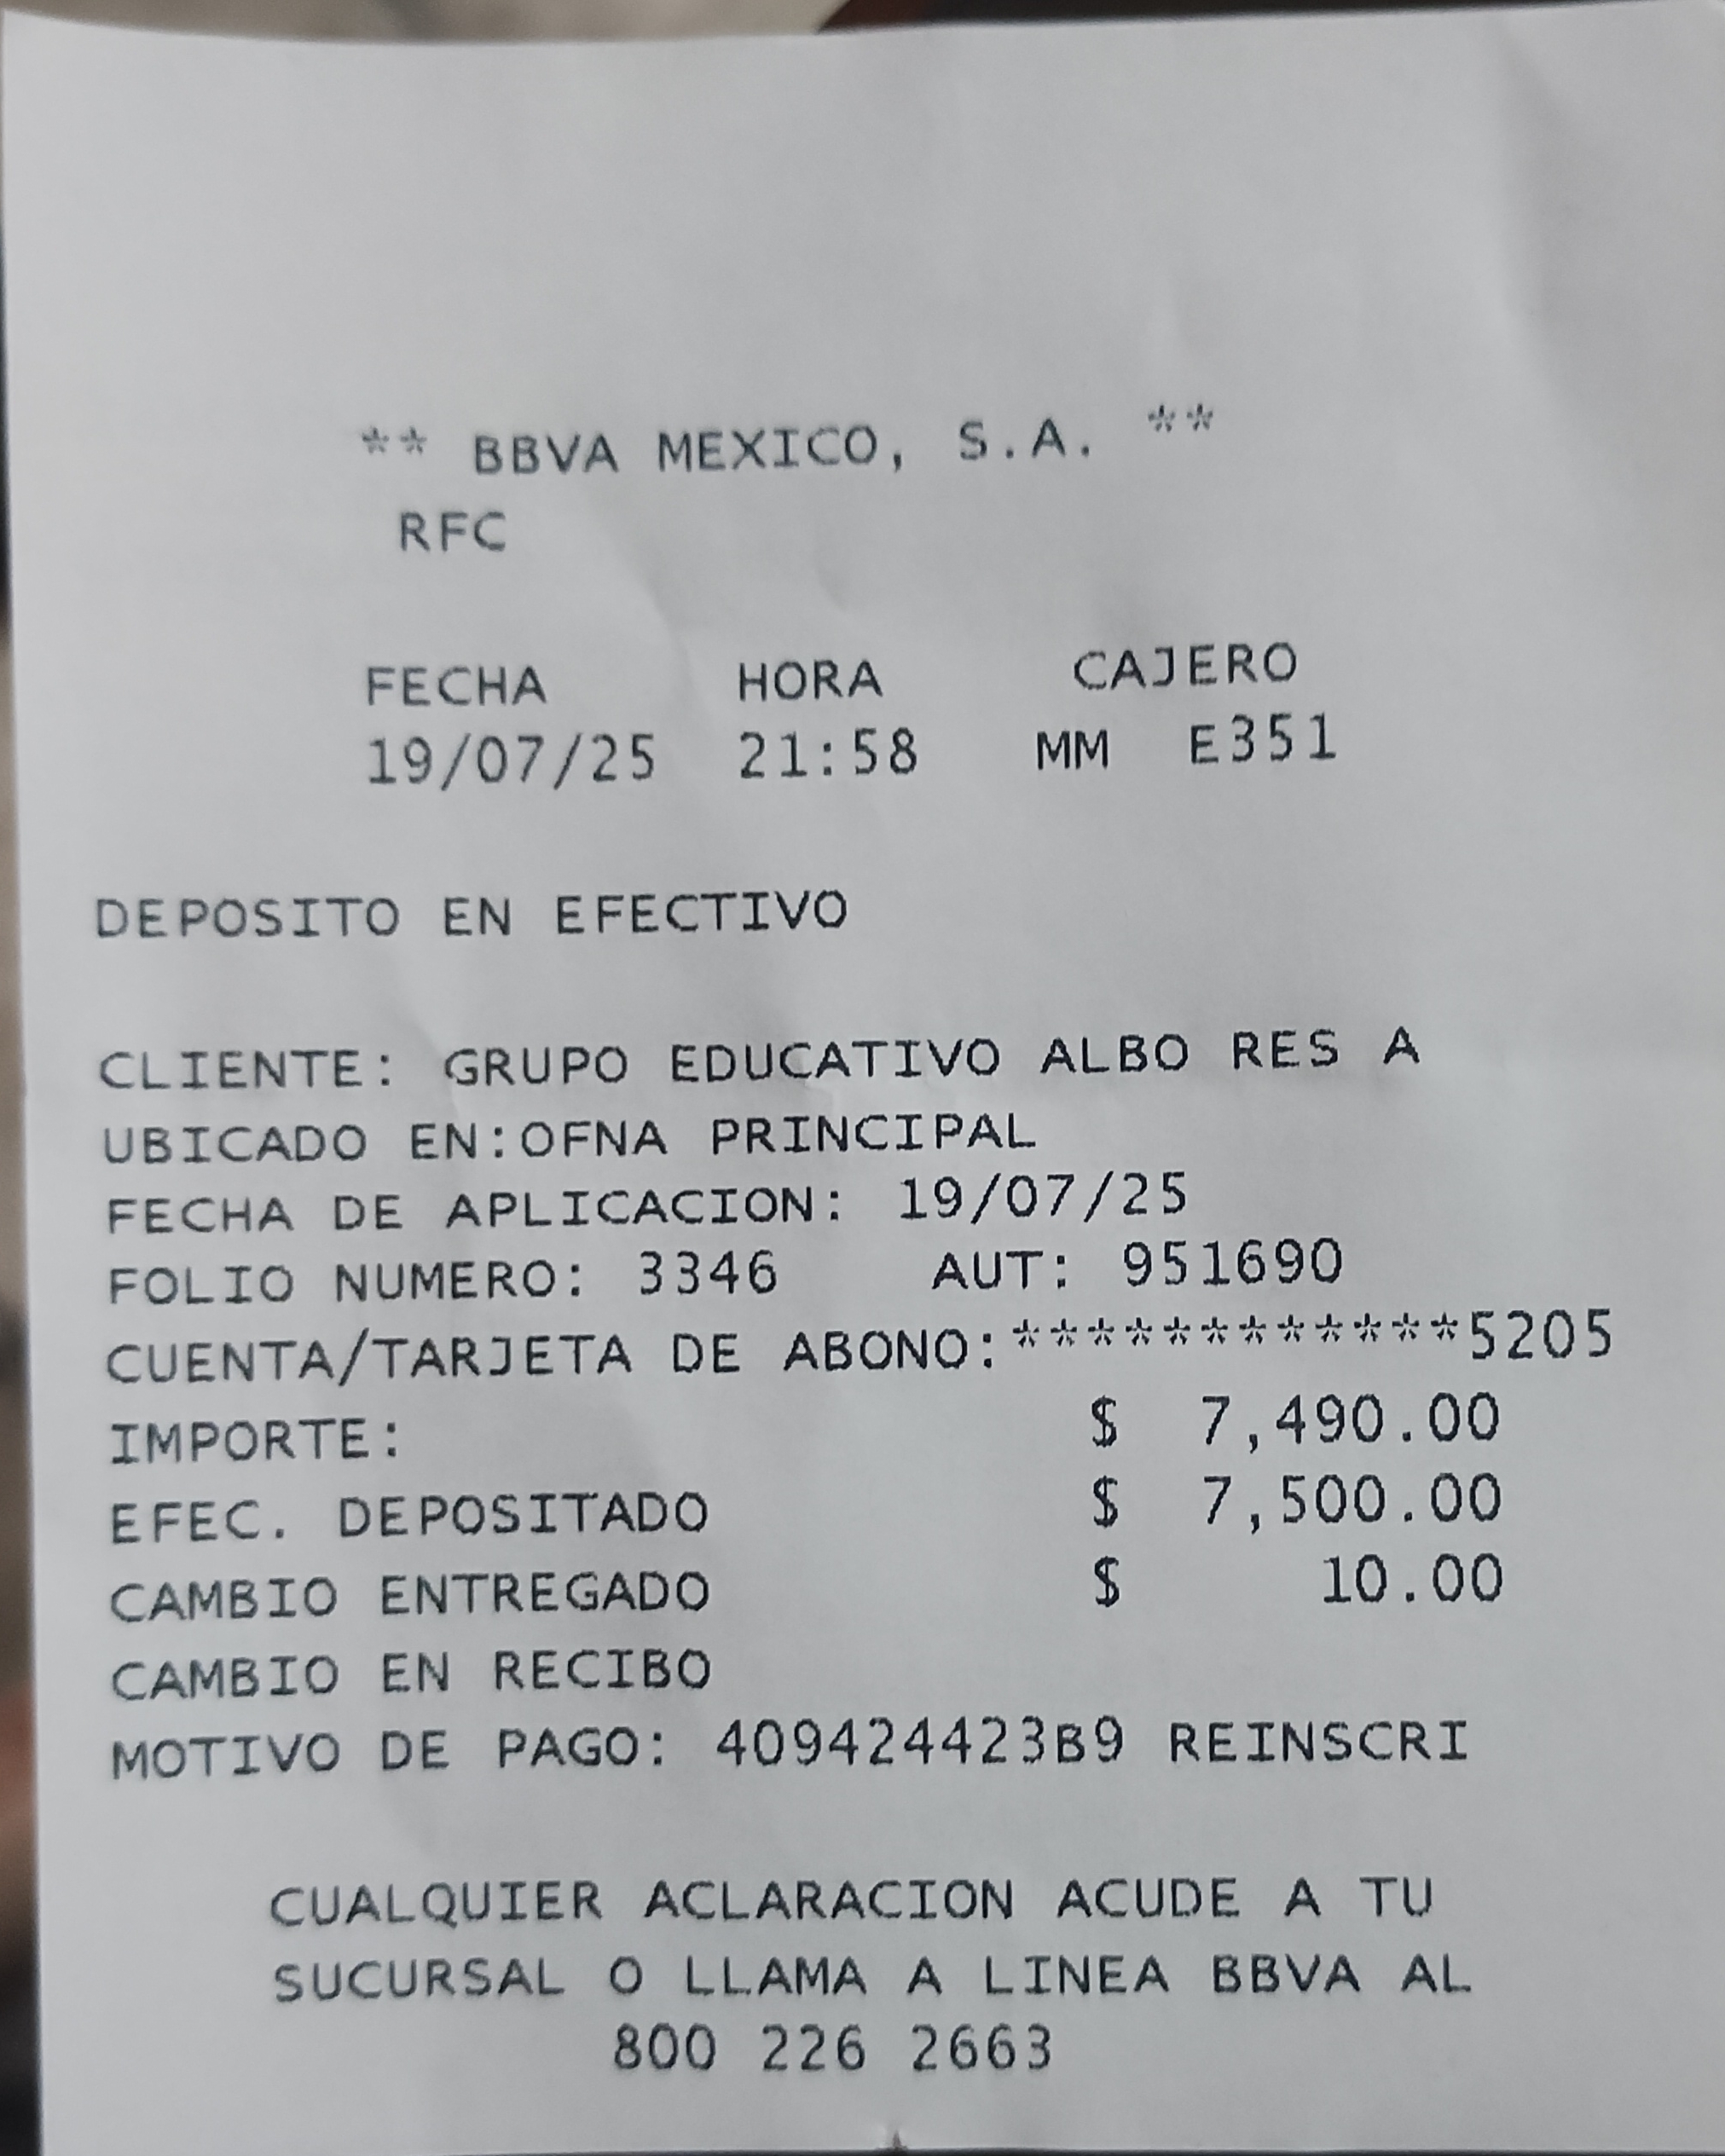 ** BBVA MEXICO, S.A. **
RFC
FECHA HORA CAJERO
19/07/25 21:58 MM E351
DEPOSITO EN EFECTIVO
CLIENTE: GRUPO EDUCATIVO ALBO RES A
UBICADO EN:OFNA PRINCIPAL
FECHA DE APLICACION: 19/07/25
FOLIO NUMERO: 3346 AUT: 951690
CUENTA/TARJETA DE ABONO:************5205
IMPORTE: $ 7,490.00
EFEC. DEPOSITADO $ 7,500.00
CAMBIO ENTREGADO $ 10.00
CAMBIO EN RECIBO
MOTIVO DE PAGO: 409424423B9 REINSCRI
CUALQUIER ACLARACION ACUDE A TU
SUCURSAL O LLAMA A LINEA BBVA AL
800 226 2663